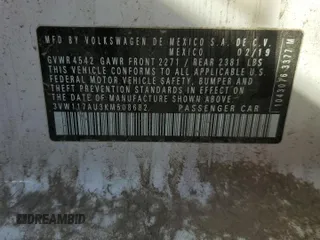 MFD BY VOLKSWAGEN DE MEXICO S.A. DE C.V.
MEXICO 02/19
GVWR 4542 GAWR FRONT 2271 / REAR 2381 LBS
THIS VEHICLE CONFORMS TO ALL APPLICABLE U.S.
FEDERAL MOTOR VEHICLE SAFETY, BUMPER, AND
THEFT PREVENTION STANDARDS IN EFFECT ON THE
DATE OF MANUFACTURE SHOWN ABOVE.
PASSENGER CAR
DREAMBID